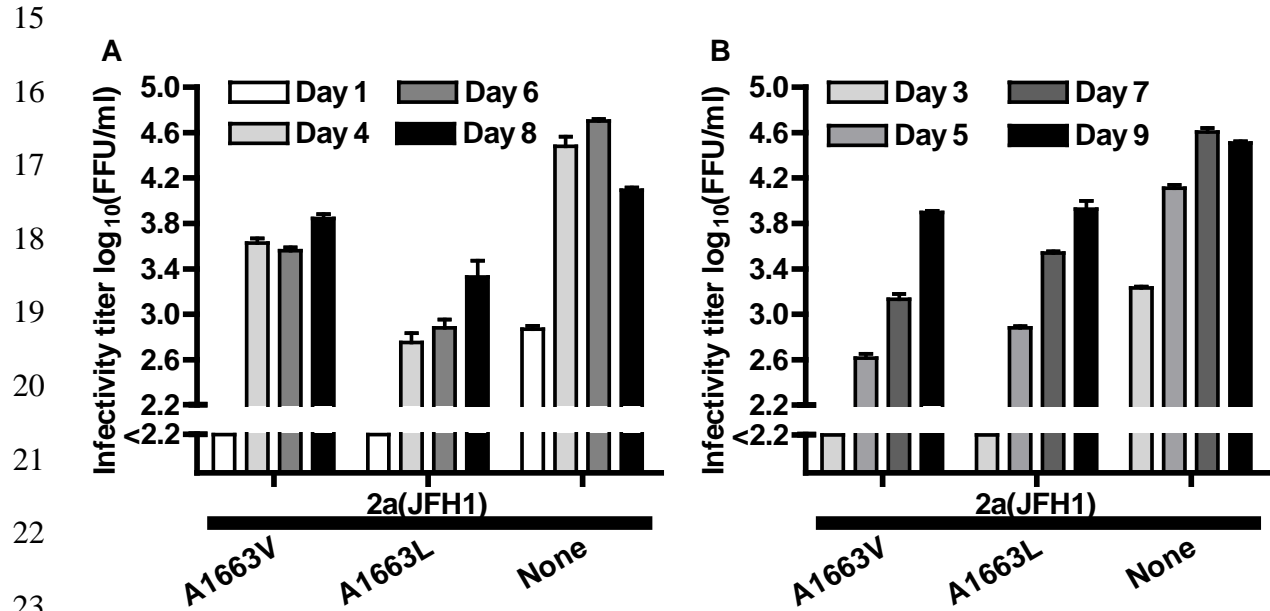 15
16
17
18
19
20
21
22
23
A
Infectivity titer log10(FFU/ml)
5.0
4.6
4.2
3.8
3.4
3.0
2.6
2.2
<2.2
Day 1
Day 4
Day 6
Day 8
2a(JFH1)
A1663V
A1663L
None
B
Infectivity titer log10(FFU/ml)
5.0
4.6
4.2
3.8
3.4
3.0
2.6
2.2
<2.2
Day 3
Day 5
Day 7
Day 9
2a(JFH1)
A1663V
A1663L
None